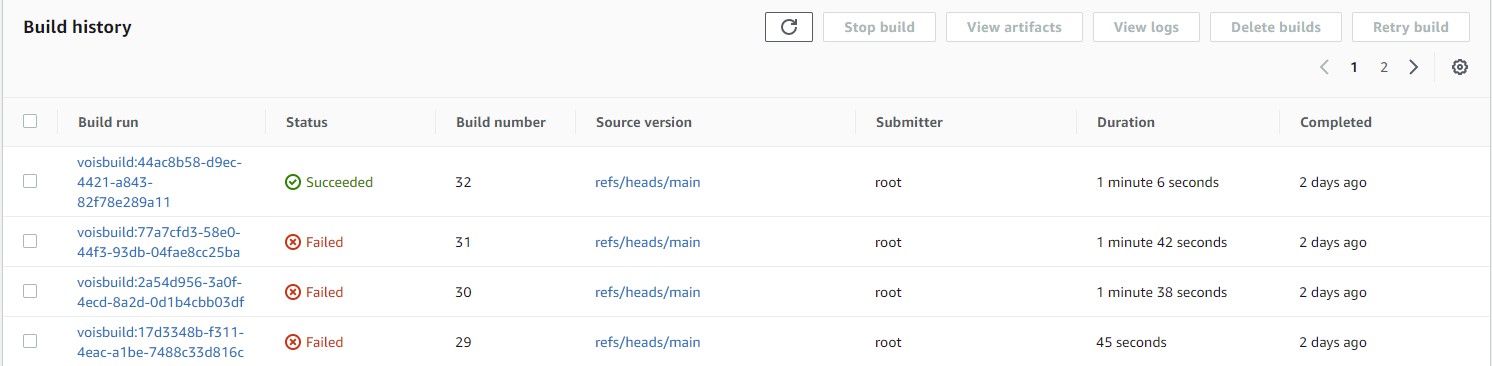 Build history
Stop build View artifacts View logs Delete builds Retry build
1 2
Build run Status Build number Source version Submitter Duration Completed
voisbuild:44ac8b58-d9ec-
4421-a843-
82f78e289a11
Succeeded 32 refs/heads/main root 1 minute 6 seconds 2 days ago
voisbuild:77a7cfd3-58e0-
44f3-93db-04fae8cc25ba
Failed 31 refs/heads/main root 1 minute 42 seconds 2 days ago
voisbuild:2a54d956-3a0f-
4ecd-8a2d-0d1b4cbb03df
Failed 30 refs/heads/main root 1 minute 38 seconds 2 days ago
voisbuild:17d3348b-f311-
4eac-a1be-7488c33d816c
Failed 29 refs/heads/main root 45 seconds 2 days ago